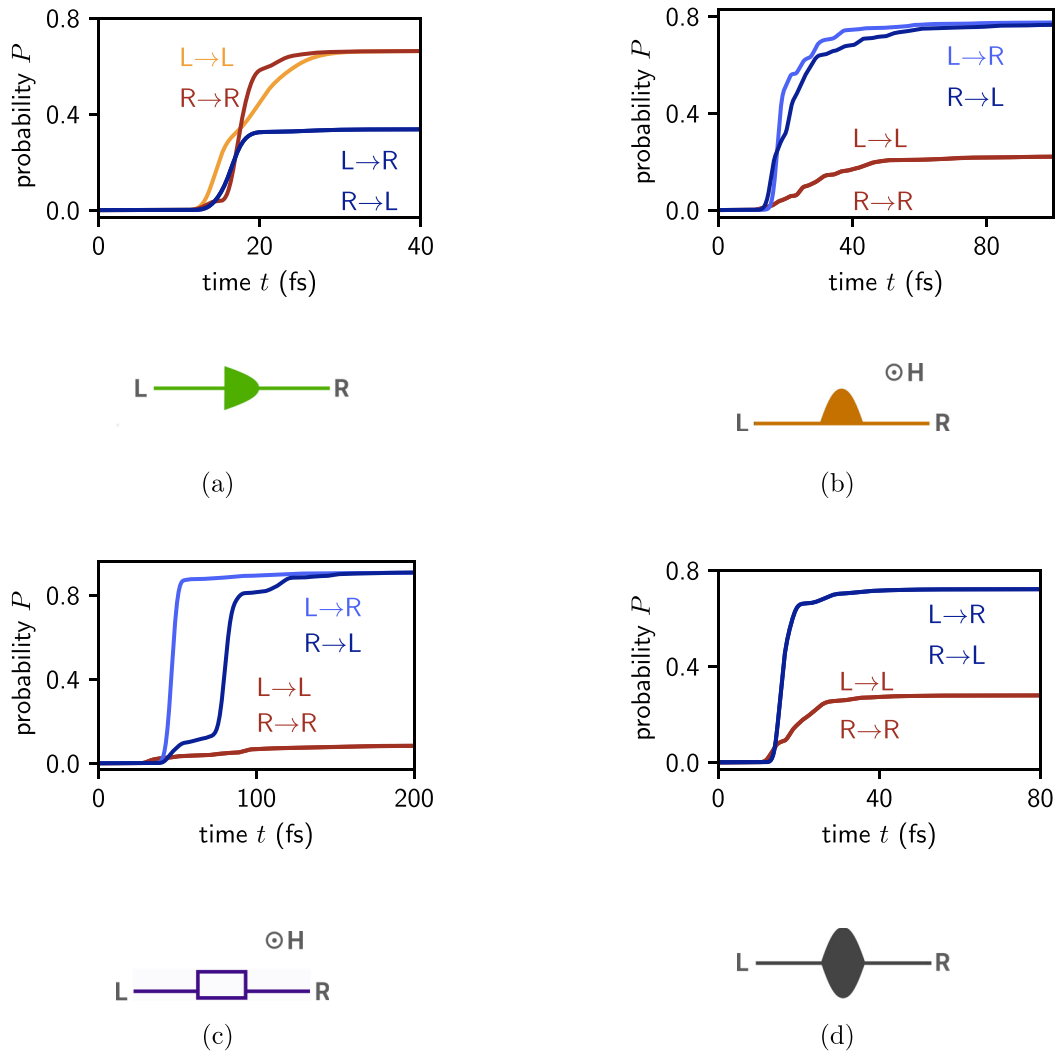 0.8
0.4
0.0
probability P
L→L
R→R
L→R
R→L
0 20 40
time t (fs)
L R
(a)
0.8
0.4
0.0
probability P
L→R
R→L
L→L
R→R
0 40 80
time t (fs)
⊙H
L R
(b)
0.8
0.4
0.0
probability P
L→R
R→L
L→L
R→R
0 100 200
time t (fs)
⊙H
L R
(c)
0.8
0.4
0.0
probability P
L→R
R→L
L→L
R→R
0 40 80
time t (fs)
L R
(d)